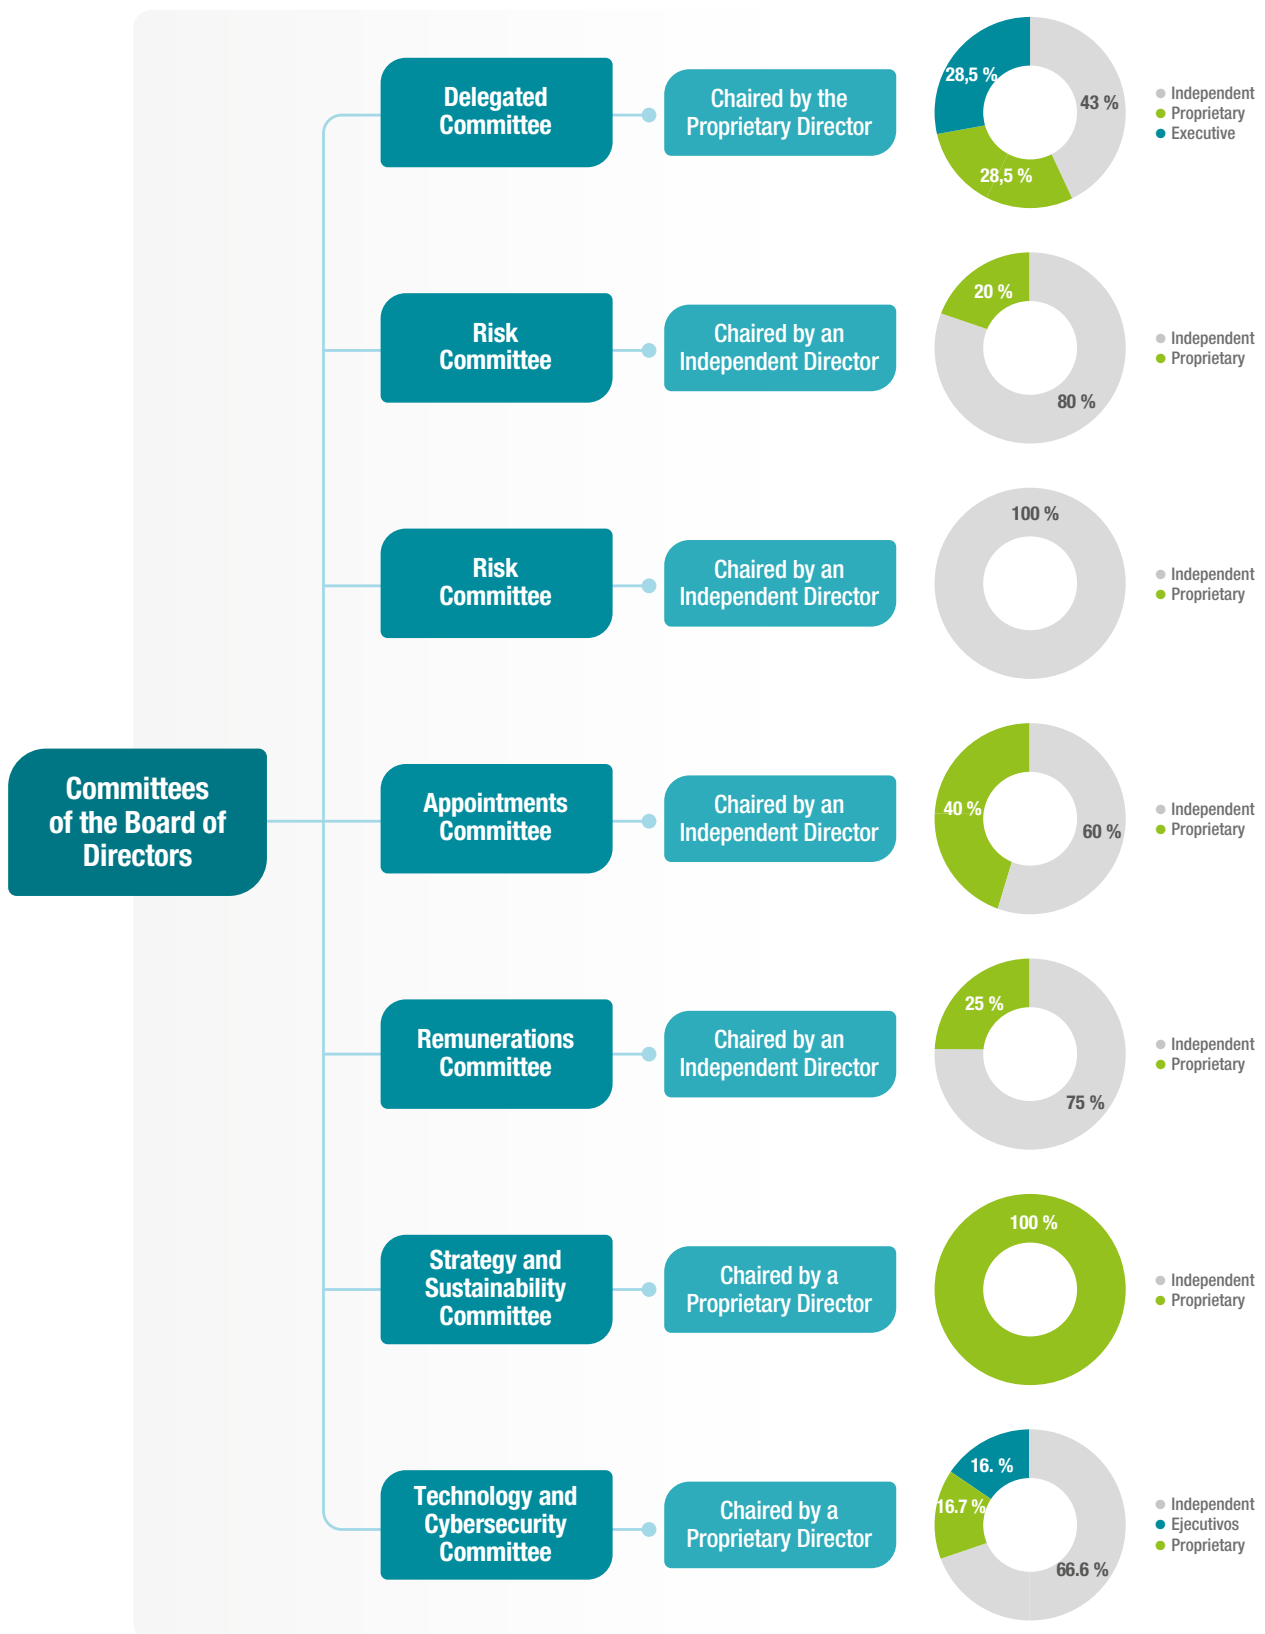 Committees
of the Board of
Directors
Delegated
Committee
Chaired by the
Proprietary Director
28,5 %
43 %
28,5 %
Independent
Proprietary
Executive
Risk
Committee
Chaired by an
Independent Director
20 %
80 %
Independent
Proprietary
Risk
Committee
Chaired by an
Independent Director
100 %
Independent
Proprietary
Appointments
Committee
Chaired by an
Independent Director
40 %
60 %
Independent
Proprietary
Remunerations
Committee
Chaired by an
Independent Director
25 %
75 %
Independent
Proprietary
Strategy and
Sustainability
Committee
Chaired by a
Proprietary Director
100 %
Independent
Proprietary
Technology and
Cybersecurity
Committee
Chaired by a
Proprietary Director
16. %
16.7 %
66.6 %
Independent
Ejecutivos
Proprietary